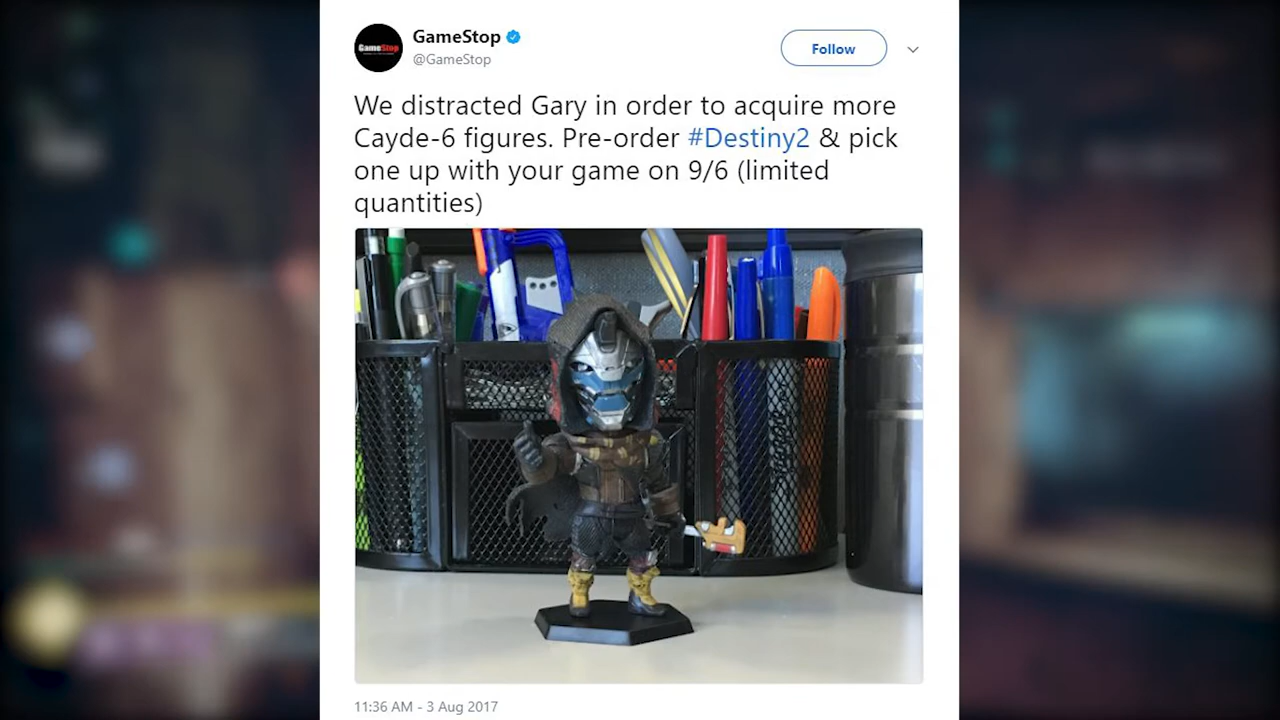 GameStop
GameStop
@GameStop
Follow
We distracted Gary in order to acquire more
Cayde-6 figures. Pre-order #Destiny2 & pick
one up with your game on 9/6 (limited
quantities)
11:36 AM - 3 Aug 2017